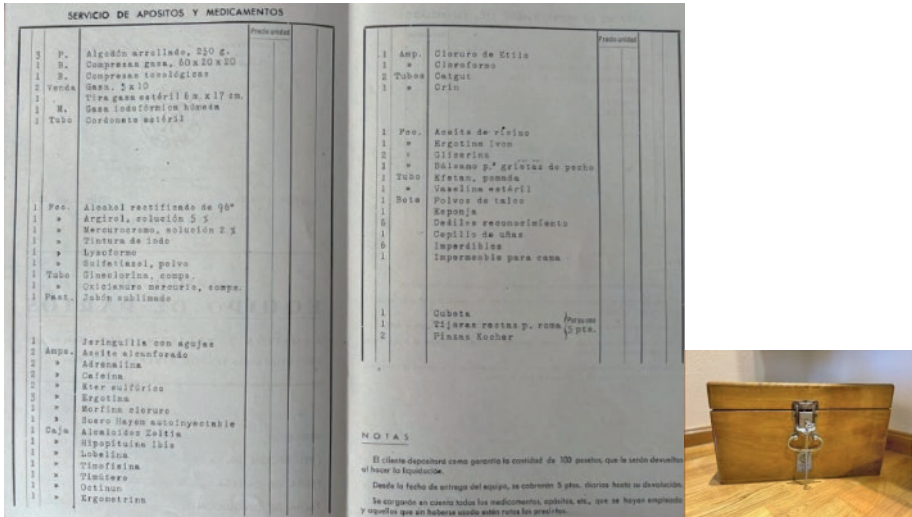 SERVICIO DE APOSITOS Y MEDICAMENTOS
Precio unidad
3 P. Algodón arrollado, 250 g.
1 B. Compresas gasa, 60 x 20 x 20
1 B. Compresas tocológicas
2 Venda Gasa. 5 x 10
1 Tira gasa estéril 6 m. x 17 cm.
1 M. Gasa iodofórmica húmeda
1 Tubo Cordonete estéril
1 Fco. Alcohol rectificado de 96º
1 » Argirol, solución 5 %
1 » Mercurocromo, solución 2 %
1 » Tintura de iodo
1 » Lysoformo
1 » Sulfatiazol, polvo
1 Tubo Gineclorina, comps.
1 » Oxicianuro mercurio, comps.
1 Past. Jabón sublimado
1 Jeringuilla con agujas
2 Amps. Aceite alcanforado
2 » Adrenalina
2 » Cafeina
2 » Eter sulfúrico
3 » Ergotina
1 » Morfina cloruro
1 » Suero Hayem autoinyectable
1 Caja Alcaloides Zeltia
1 » Hipopituina Ibis
1 » Lobelina
1 » Timofisina
1 » Timútero
1 » Octinun
1 » Ergometrina
Precio unidad
1 Amp. Cloruro de Etilo
1 » Cloroformo
2 Tubos Catgut
1 » Crin
1 Fco. Aceite de ricino
1 » Ergotina Ivon
2 » Glicerina
1 » Bálsamo p.ª grietas de pecho
1 Tubo Efetan, pomada
1 » Vaselina estéril
1 Bote Polvos de talco
1 Esponja
6 Dediles reconocimiento
1 Cepillo de uñas
6 Imperdibles
1 Impermeable para cama
1 Cubeta
1 Tijeras rectas p. roma
2 Pinzas Kocher
5 pts.
NOTAS
El cliente depositará como garantía la cantidad de 100 pesetas, que le serán devueltas
al hacer la liquidación.
Desde la fecha de entrega del equipo, se cobrarán 5 ptas. diarias hasta su devolución.
Se cargarán en cuenta todos los medicamentos, apósitos, etc., que se hayan empleado
y aquellos que sin haberse usado estén rotos los precintos.